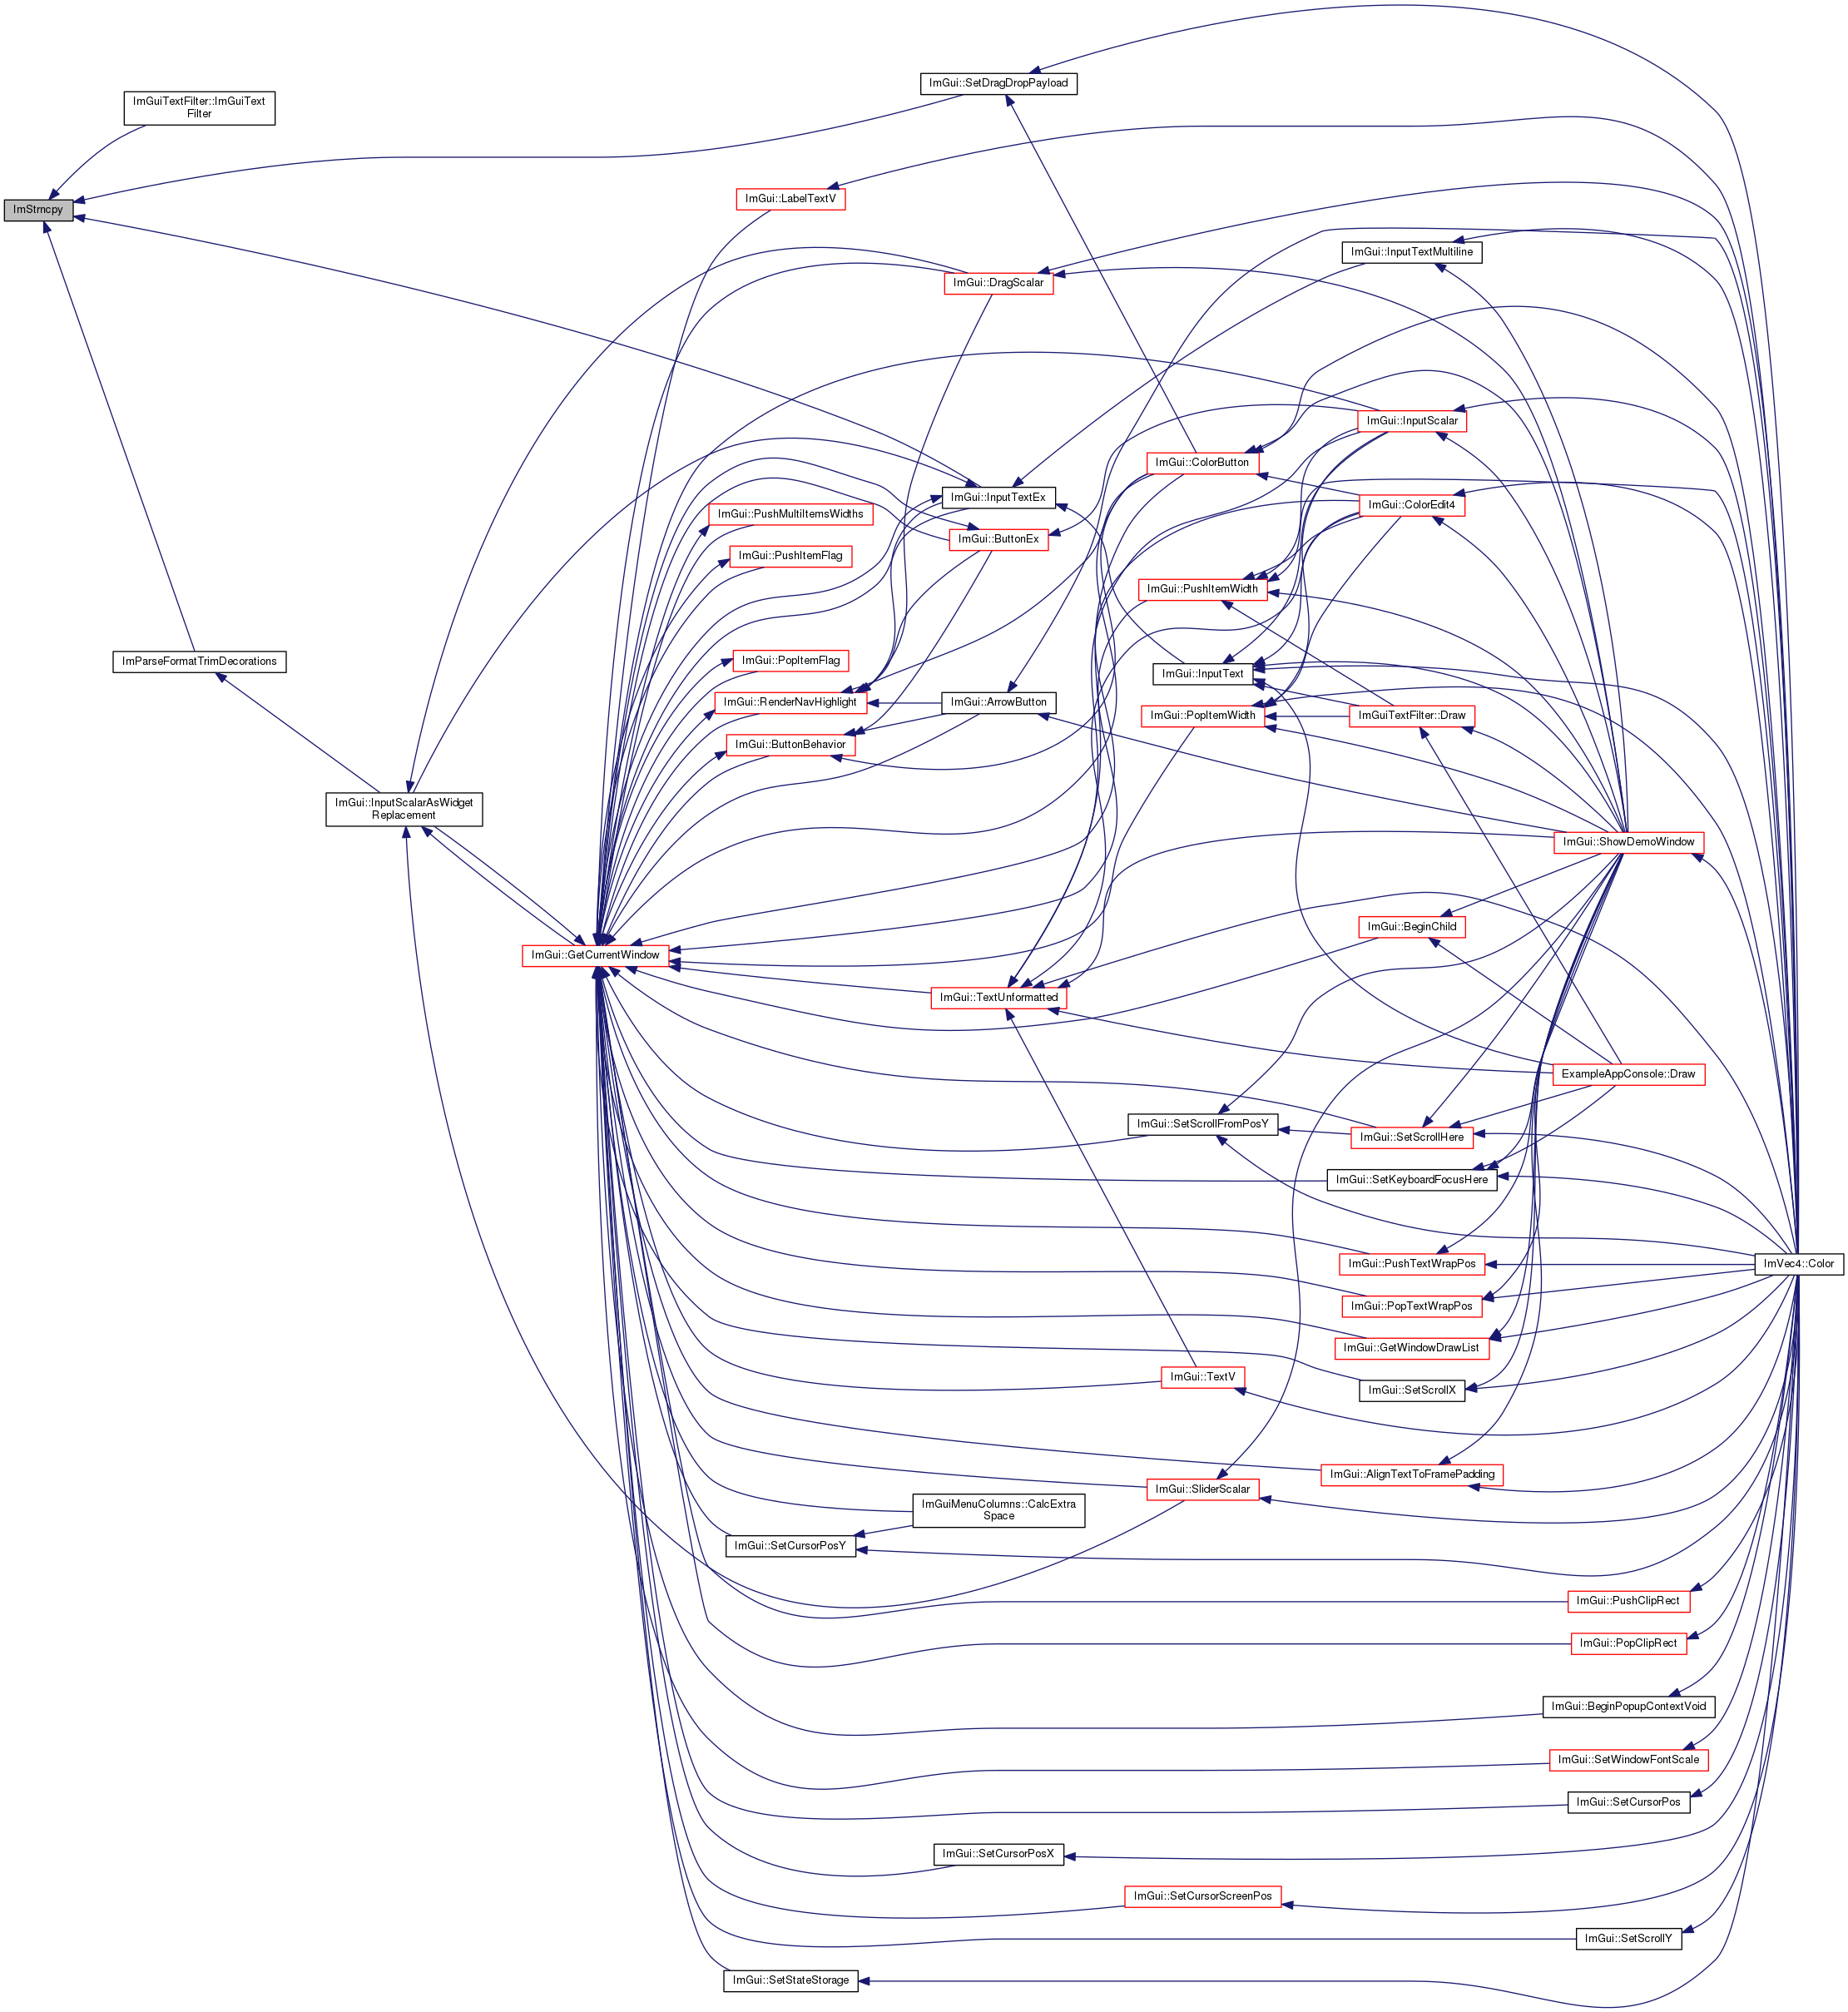 ImGui::SetDragDropPayload
ImGuiTextFilter::ImGuiText
Filter
ImGui::LabelTextV
ImStrncpy
ImGui::InputTextMultiline
ImGui::DragScalar
ImGui::InputScalar
ImGui::ColorButton
ImGui::InputTextEx
ImGui::ColorEdit4
ImGui::PushMultiItemsWidths
ImGui::ButtonEx
ImGui::PushItemFlag
ImGui::PushItemWidth
ImParseFormatTrimDecorations
ImGui::PopItemFlag
ImGui::InputText
ImGui::RenderNavHighlight
ImGui::ArrowButton
ImGui::PopItemWidth
ImGuiTextFilter::Draw
ImGui::ButtonBehavior
ImGui::InputScalarAsWidget
Replacement
ImGui::ShowDemoWindow
ImGui::BeginChild
ImGui::GetCurrentWindow
ImGui::TextUnformatted
ExampleAppConsole::Draw
ImGui::SetScrollFromPosY
ImGui::SetScrollHere
ImGui::SetKeyboardFocusHere
ImGui::PushTextWrapPos
ImVec4::Color
ImGui::PopTextWrapPos
ImGui::GetWindowDrawList
ImGui::TextV
ImGui::SetScrollX
ImGui::AlignTextToFramePadding
ImGui::SliderScalar
ImGuiMenuColumns::CalcExtra
Space
ImGui::SetCursorPosY
ImGui::PushClipRect
ImGui::PopClipRect
ImGui::BeginPopupContextVoid
ImGui::SetWindowFontScale
ImGui::SetCursorPos
ImGui::SetCursorPosX
ImGui::SetCursorScreenPos
ImGui::SetScrollY
ImGui::SetStateStorage